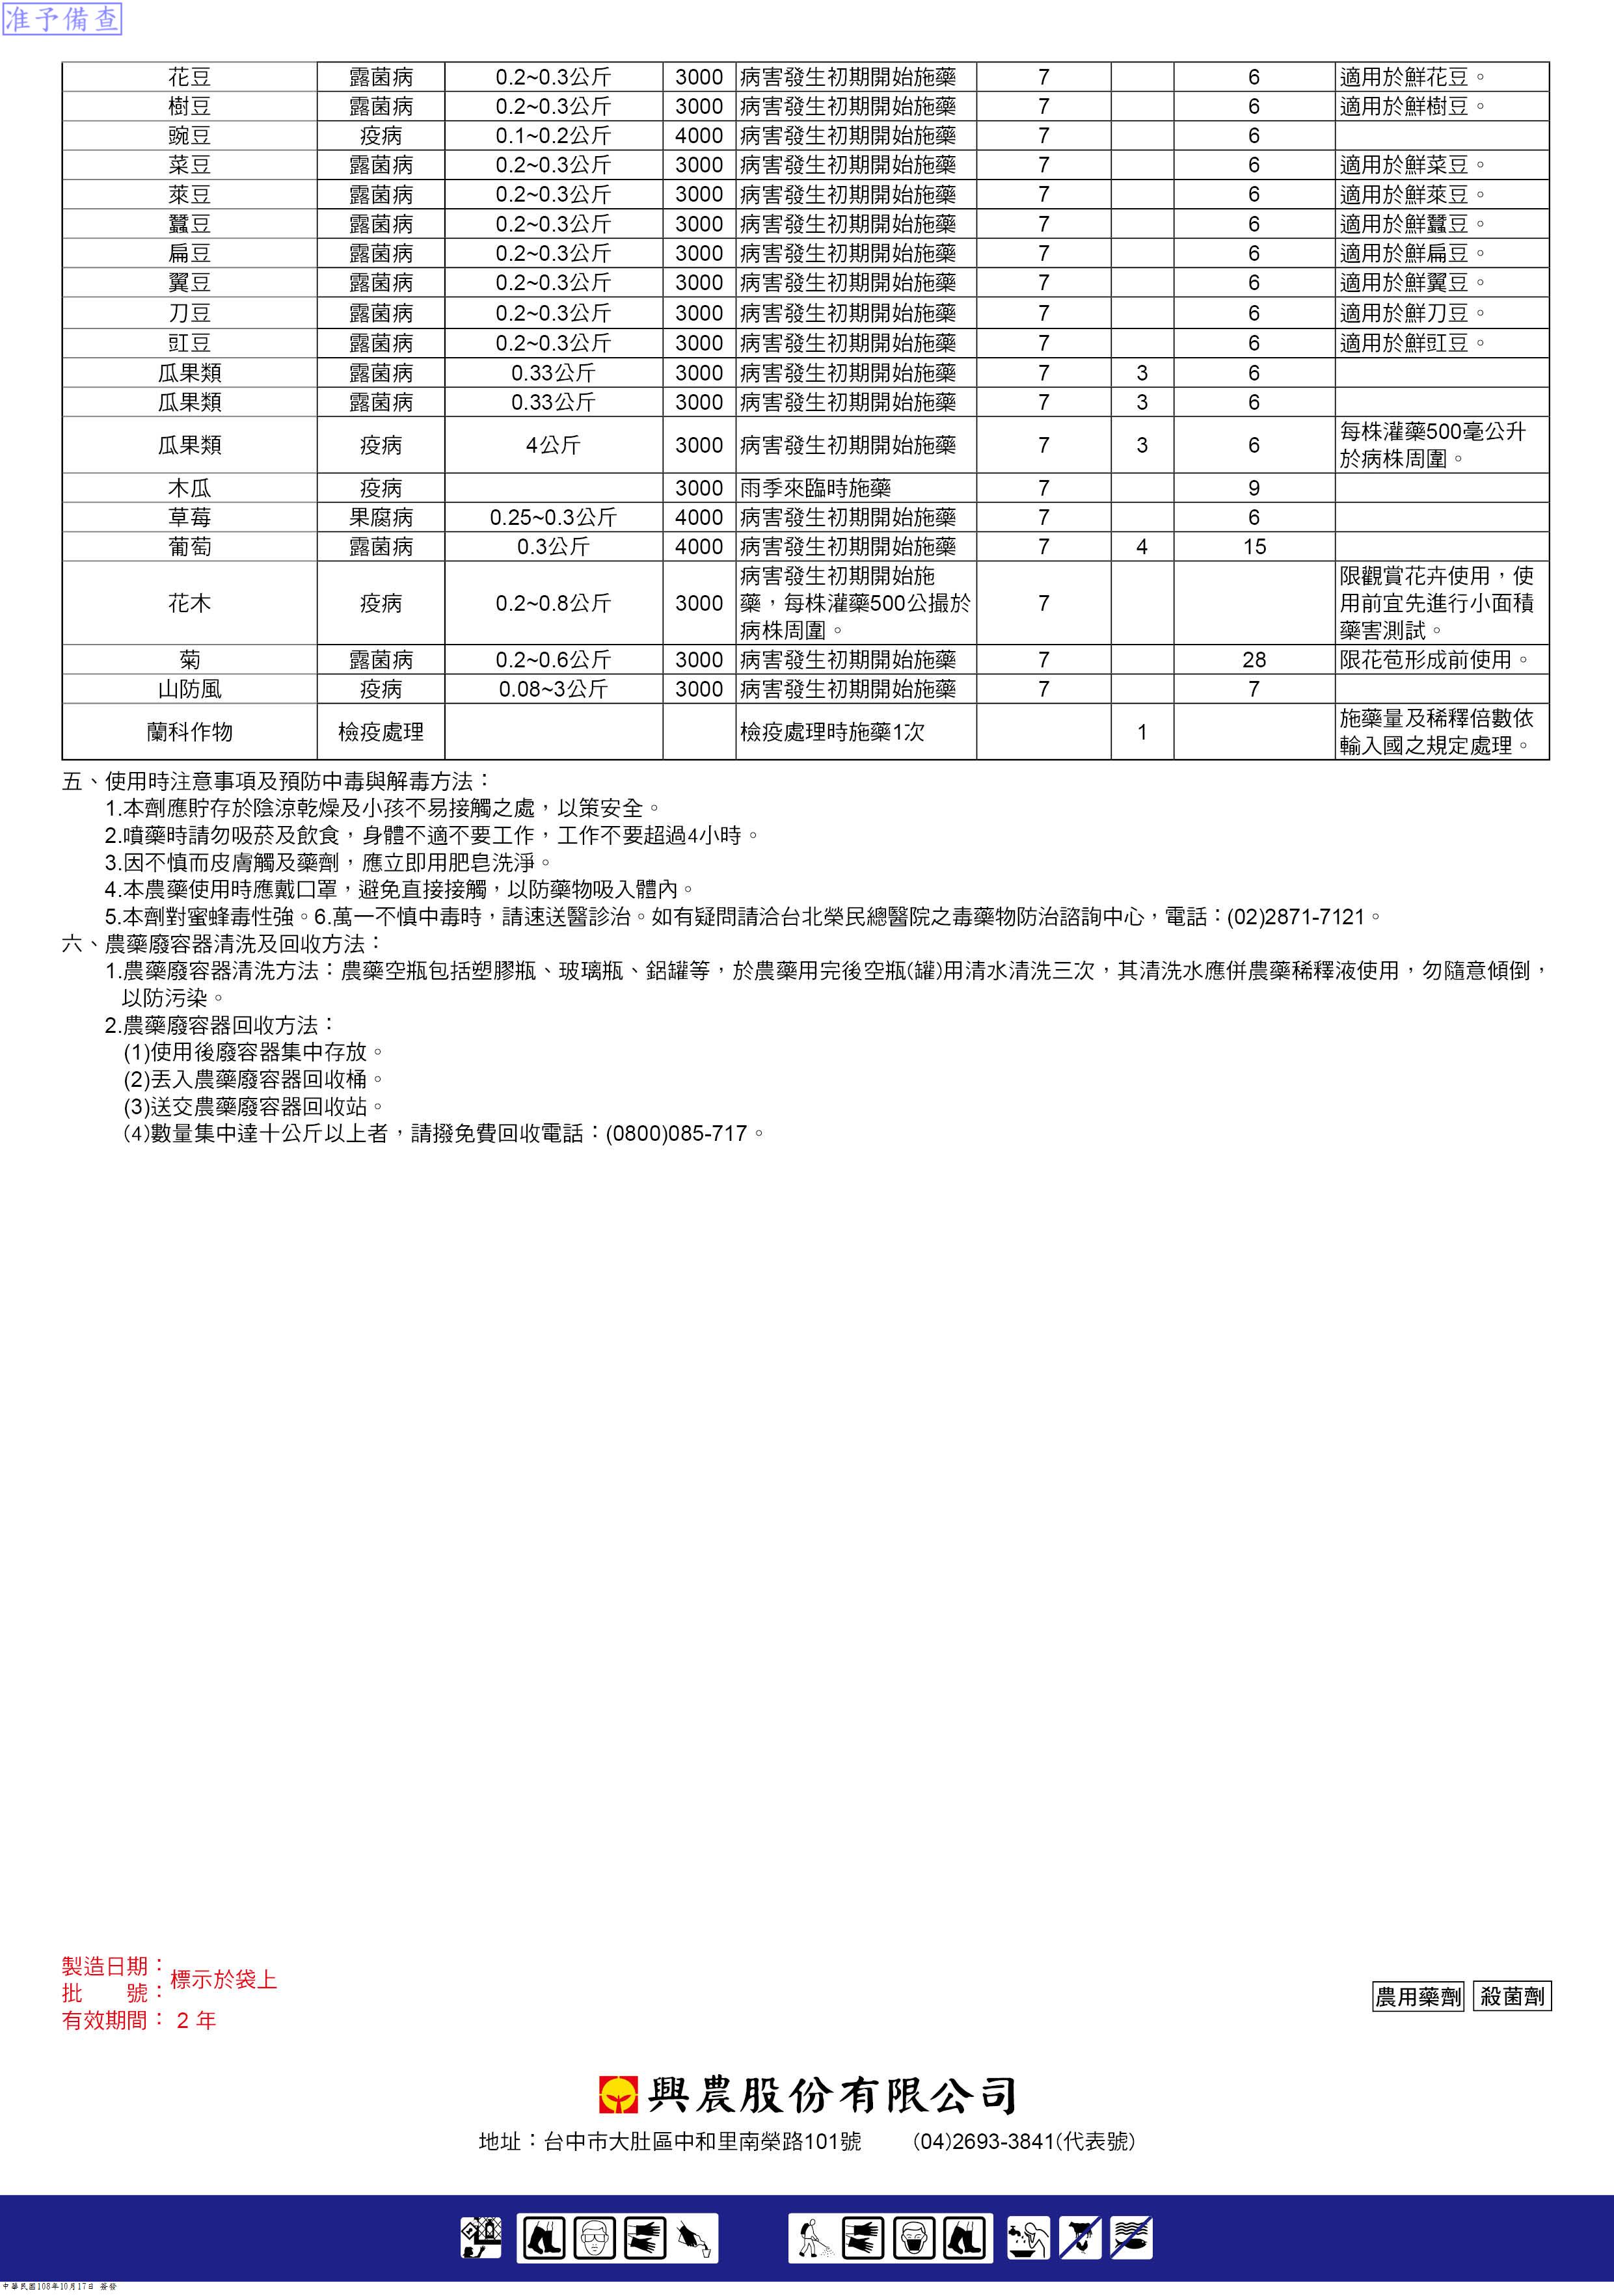 准予備查
花豆 露菌病 0.2~0.3公斤 3000 病害發生初期開始施藥 7 6 適用於鮮花豆。
樹豆 露菌病 0.2~0.3公斤 3000 病害發生初期開始施藥 7 6 適用於鮮樹豆。
豌豆 疫病 0.1~0.2公斤 4000 病害發生初期開始施藥 7 6
菜豆 露菌病 0.2~0.3公斤 3000 病害發生初期開始施藥 7 6 適用於鮮菜豆。
萊豆 露菌病 0.2~0.3公斤 3000 病害發生初期開始施藥 7 6 適用於鮮萊豆。
蠶豆 露菌病 0.2~0.3公斤 3000 病害發生初期開始施藥 7 6 適用於鮮蠶豆。
扁豆 露菌病 0.2~0.3公斤 3000 病害發生初期開始施藥 7 6 適用於鮮扁豆。
翼豆 露菌病 0.2~0.3公斤 3000 病害發生初期開始施藥 7 6 適用於鮮翼豆。
刀豆 露菌病 0.2~0.3公斤 3000 病害發生初期開始施藥 7 6 適用於鮮刀豆。
豇豆 露菌病 0.2~0.3公斤 3000 病害發生初期開始施藥 7 6 適用於鮮豇豆。
瓜果類 露菌病 0.33公斤 3000 病害發生初期開始施藥 7 3 6
瓜果類 露菌病 0.33公斤 3000 病害發生初期開始施藥 7 3 6
瓜果類 疫病 4公斤 3000 病害發生初期開始施藥 7 3 6 每株灌藥500毫公升
於病株周圍。
木瓜 疫病 3000 雨季來臨時施藥 7 9
草莓 果腐病 0.25~0.3公斤 4000 病害發生初期開始施藥 7 6
葡萄 露菌病 0.3公斤 4000 病害發生初期開始施藥 7 4 15
花木 疫病 0.2~0.8公斤 3000 病害發生初期開始施
藥，每株灌藥500公撮於
病株周圍。 7 限觀賞花卉使用，使
用前宜先進行小面積
藥害測試。
菊 露菌病 0.2~0.6公斤 3000 病害發生初期開始施藥 7 28 限花苞形成前使用。
山防風 疫病 0.08~3公斤 3000 病害發生初期開始施藥 7 7
蘭科作物 檢疫處理 檢疫處理時施藥1次 1 施藥量及稀釋倍數依
輸入國之規定處理。
五、使用時注意事項及預防中毒與解毒方法：
1.本劑應貯存於陰涼乾燥及小孩不易接觸之處，以策安全。
2.噴藥時請勿吸菸及飲食，身體不適不要工作，工作不要超過4小時。
3.因不慎而皮膚觸及藥劑，應立即用肥皂洗淨。
4.本農藥使用時應戴口罩，避免直接接觸，以防藥物吸入體內。
5.本劑對蜜蜂毒性強。6.萬一不慎中毒時，請速送醫診治。如有疑問請洽台北榮民總醫院之毒藥物防治諮詢中心，電話：(02)2871-7121。
六、農藥廢容器清洗及回收方法：
1.農藥廢容器清洗方法：農藥空瓶包括塑膠瓶、玻璃瓶、鋁罐等，於農藥用完後空瓶(罐)用清水清洗三次，其清洗水應併農藥稀釋液使用，勿隨意傾倒，
以防污染。
2.農藥廢容器回收方法：
(1)使用後廢容器集中存放。
(2)丟入農藥廢容器回收桶。
(3)送交農藥廢容器回收站。
(4)數量集中達十公斤以上者，請撥免費回收電話：(0800)085-717。
製造日期：
標示於袋上
批　　號：
有效期間： 2 年
農用藥劑 殺菌劑
興農股份有限公司
地址：台中市大肚區中和里南榮路101號 (04)2693-3841(代表號)
中華民國108年10月17日 簽發